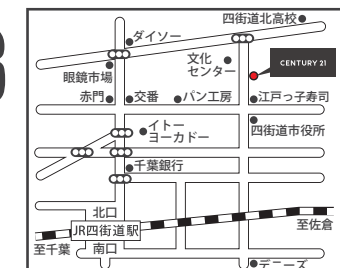 四街道北高校
ダイソー
眼鏡市場
文化
センター
CENTURY 21
赤門
交番
パン工房
江戸っ子寿司
イトー
ヨーカドー
四街道市役所
千葉銀行
北口
JR四街道駅
至佐倉
至千葉
南口
デニーズ